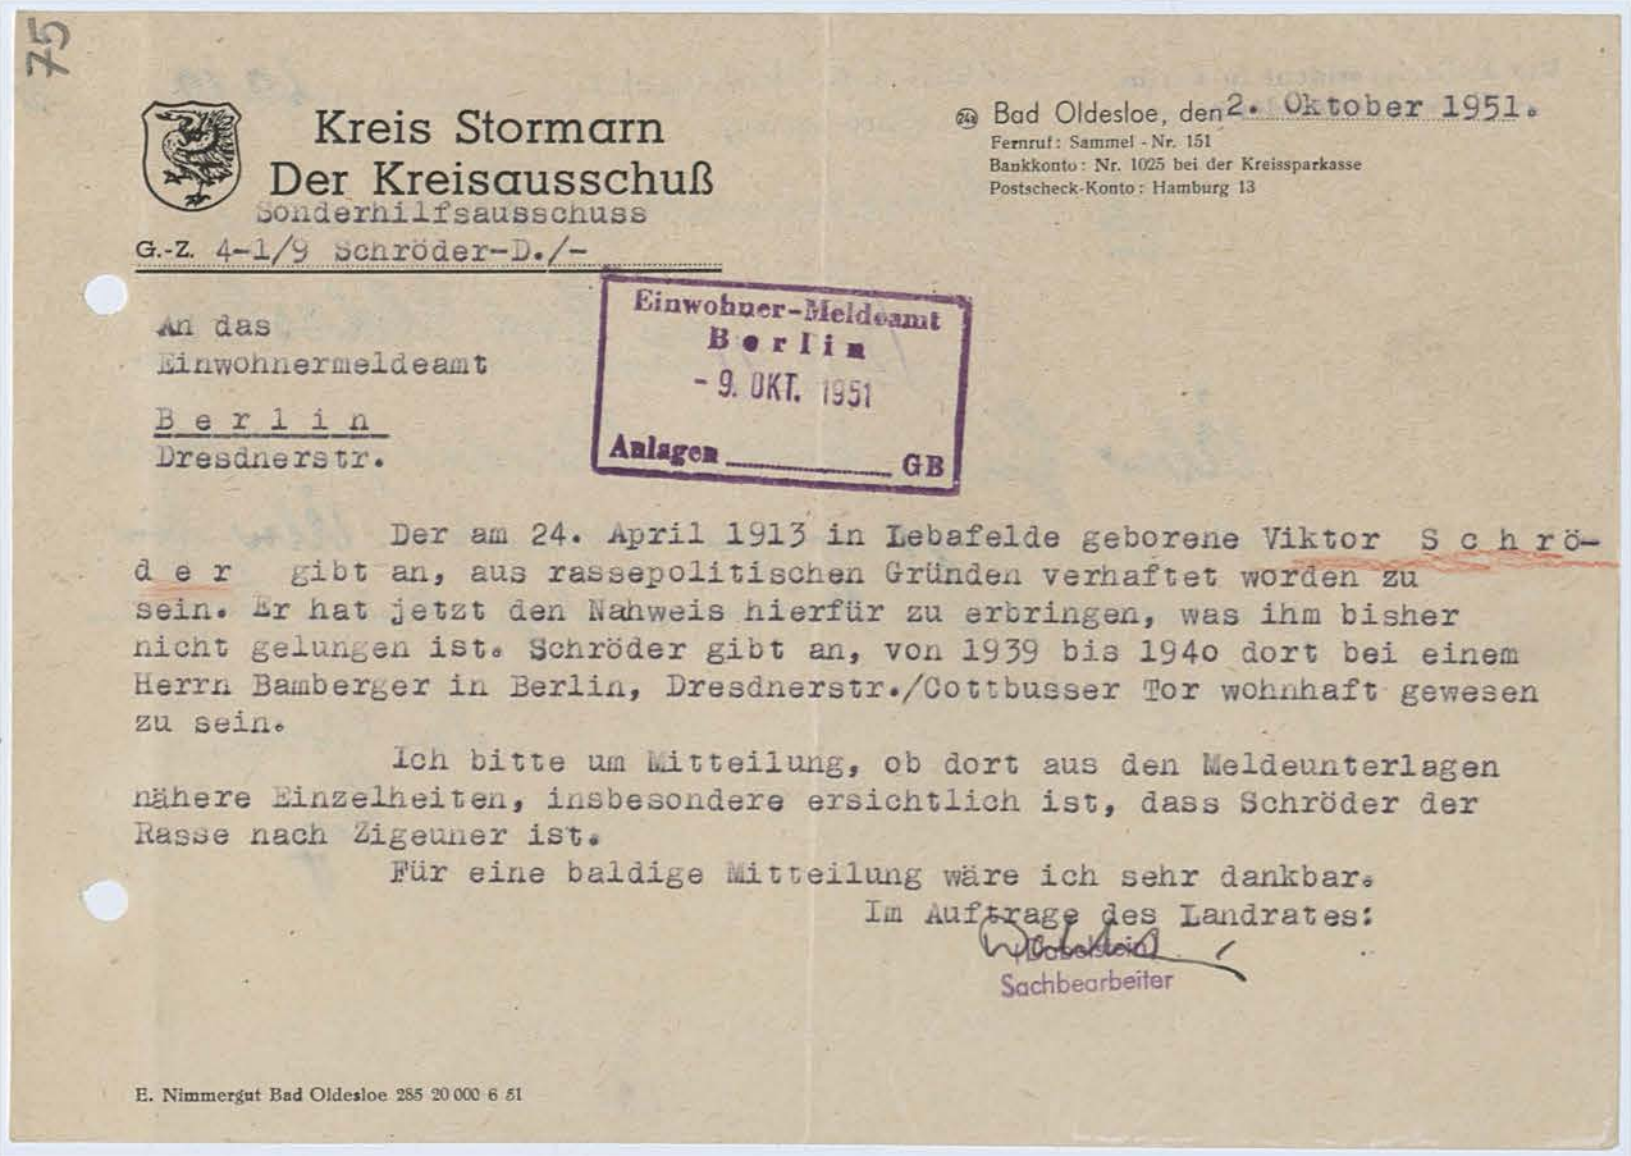 75
Kreis Stormarn
Der Kreisausschuß
Sonderhilfsausschuss
G.-Z. 4-1/9 Schröder-D./-
24a Bad Oldesloe, den 2. Oktober 1951.
Fernruf: Sammel - Nr. 151
Bankkonto: Nr. 1025 bei der Kreissparkasse
Postscheck-Konto: Hamburg 13
An das
Einwohnermeldeamt
B e r l i n
Dresdnerstr.
Einwohner-Meldeamt
Berlin
- 9. OKT. 1951
Anlagen ________ GB
Der am 24. April 1913 in Lebafelde geborene Viktor S c h r ö-
d e r gibt an, aus rassepolitischen Gründen verhaftet worden zu
sein. Er hat jetzt den Nahweis hierfür zu erbringen, was ihm bisher
nicht gelungen ist. Schröder gibt an, von 1939 bis 194o dort bei einem
Herrn Bamberger in Berlin, Dresdnerstr./Cottbusser Tor wohnhaft gewesen
zu sein.
Ich bitte um Mitteilung, ob dort aus den Meldeunterlagen
nähere Einzelheiten, insbesondere ersichtlich ist, dass Schröder der
Rasse nach Zigeuner ist.
Für eine baldige Mitteilung wäre ich sehr dankbar.
Im Auftrage des Landrates:
(Dabelstein)
Sachbearbeiter
E. Nimmergut Bad Oldesloe 285 20 000 6 51